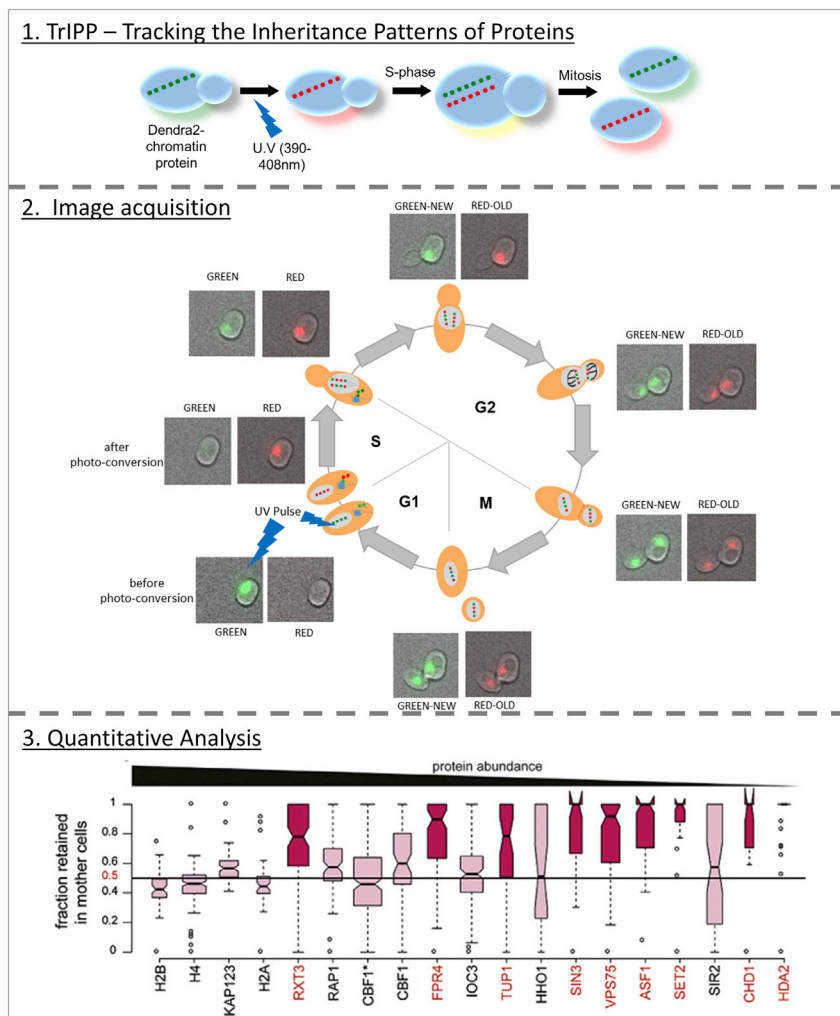 1. TrIPP – Tracking the Inheritance Patterns of Proteins
S-phase
Mitosis
Dendra2-
chromatin
protein
U.V (390-
408nm)
2. Image acquisition
GREEN-NEW RED-OLD
GREEN RED
GREEN-NEW RED-OLD
GREEN RED
after
photo-conversion
G2
S
G1
M
UV Pulse
GREEN-NEW RED-OLD
before
photo-conversion
GREEN RED
GREEN-NEW RED-OLD
3. Quantitative Analysis
protein abundance
fraction retained
in mother cells
1
0.8
0.6
0.5
0.4
0.2
0
H2B
H4
KAP123
H2A
RXT3
RAP1
CBF1*
CBF1
FPR4
IOC3
TUP1
HHO1
SIN3
VPS75
ASF1
SET2
SIR2
CHD1
HDA2